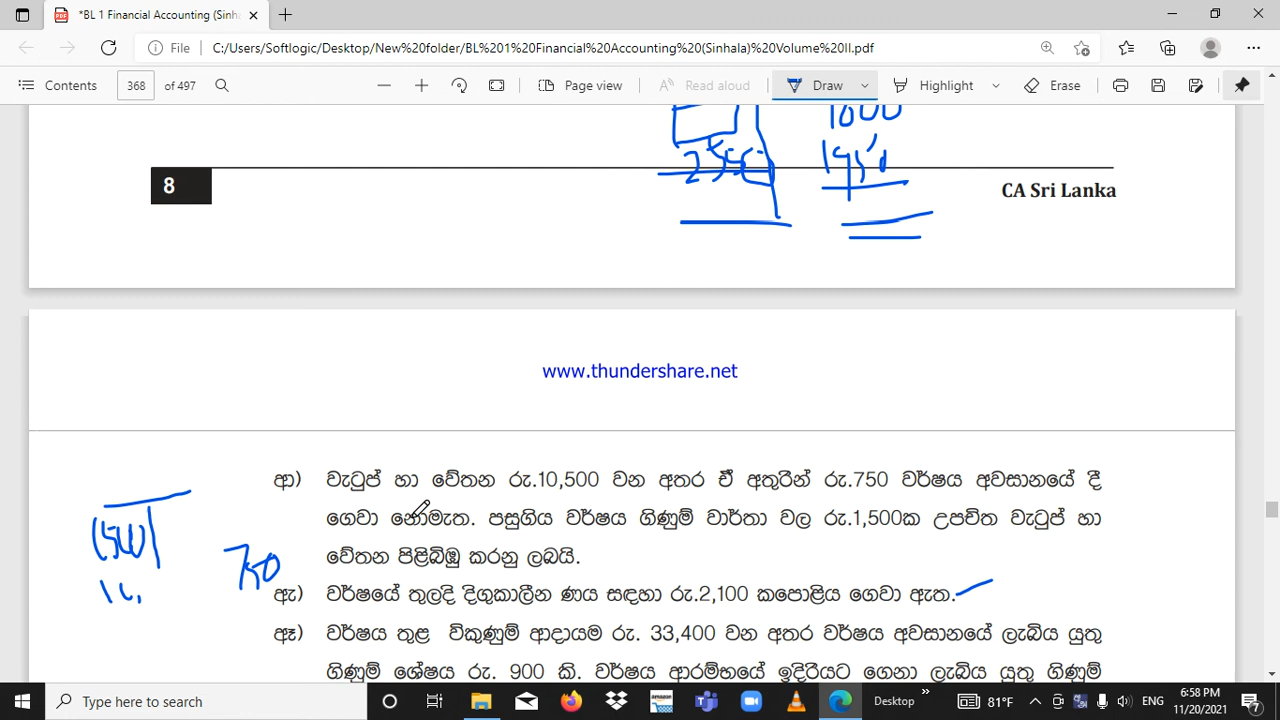 *BL 1 Financial Accounting (Sinha
File
C:/Users/Softlogic/Desktop/New%20folder/BL%201%20Financial%20Accounting%20(Sinhala)%20Volume%20II.pdf
Contents 368 of 497 Page view Read aloud Draw Highlight Erase
1000
8
CA Sri Lanka
www.thundershare.net
ආ) වැටුප් හා වේතන රු.10,500 වන අතර ඒ අතුරින් රු.750 වර්ෂය අවසානයේ දී
ගෙවා නොමැත. පසුගිය වර්ෂය ගිණුම් වාර්තා වල රු.1,500ක උපචිත වැටුප් හා
වේතන පිළිබිඹු කරනු ලබයි.
750
ඇ) වර්ෂයේ තුලදි දිගුකාලීන ණය සඳහා රු.2,100 කපොළිය ගෙවා ඇත.
ඈ) වර්ෂය තුළ විකුණුම් ආදායම රු. 33,400 වන අතර වර්ෂය අවසානයේ ලැබිය යුතු
ගිණුම් ශේෂය රු. 900 කි. වර්ෂය ආරම්භයේ ඉදිරියට ගෙනා ලැබිය යුතු ගිණුම්
Type here to search
Desktop » 81°F ENG 6:58 PM
11/20/2021
7